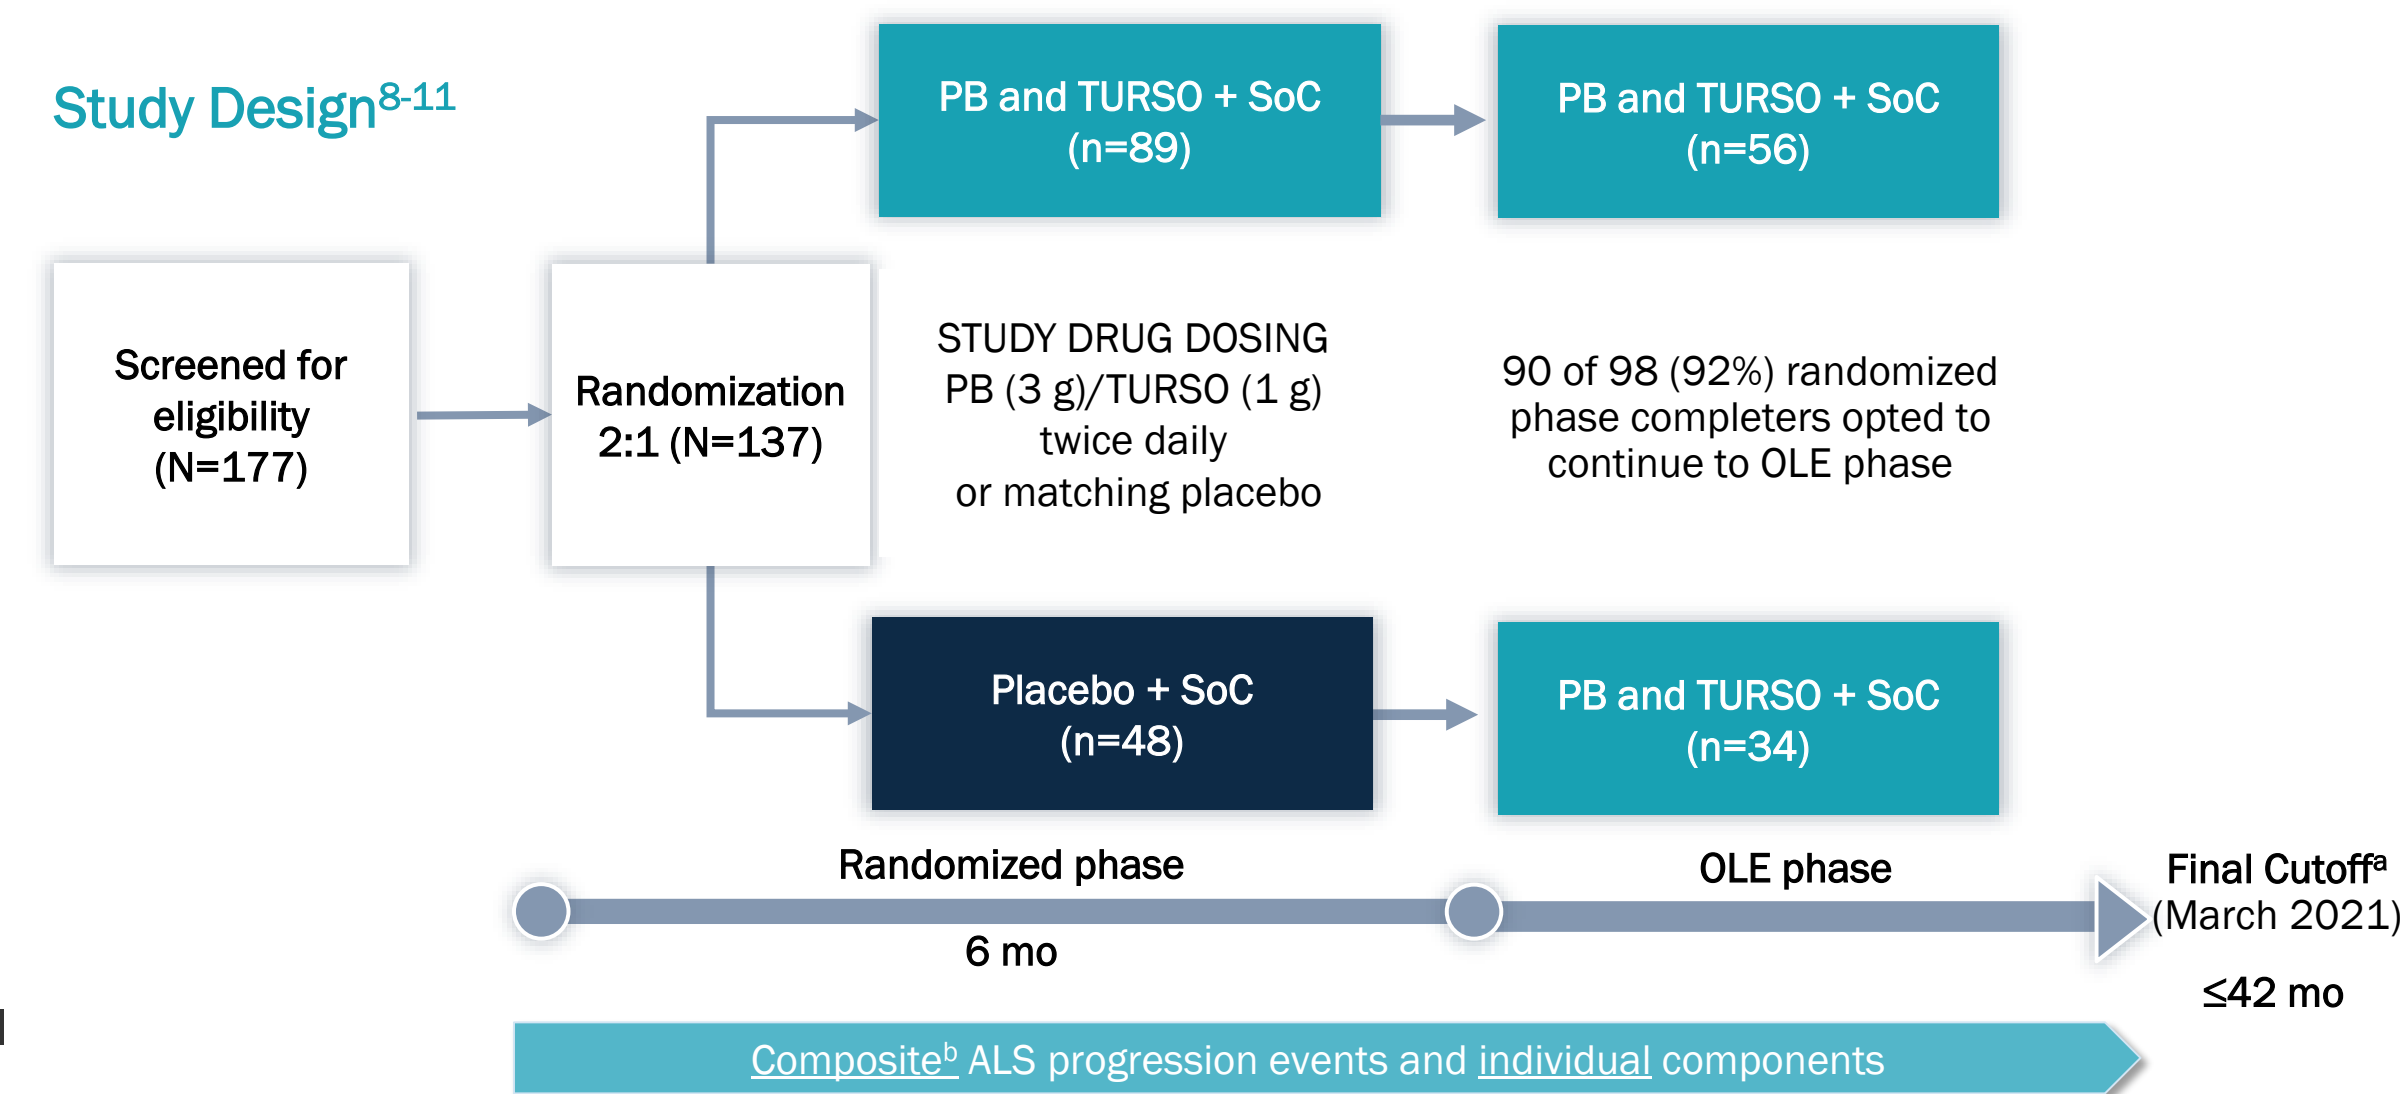 Study Design8-11
Screened for
eligibility
(N=177)
Randomization
2:1 (N=137)
PB and TURSO + SoC
(n=89)
PB and TURSO + SoC
(n=56)
STUDY DRUG DOSING
PB (3 g)/TURSO (1 g)
twice daily
or matching placebo
90 of 98 (92%) randomized
phase completers opted to
continue to OLE phase
Placebo + SoC
(n=48)
PB and TURSO + SoC
(n=34)
Randomized phase
6 mo
OLE phase
Final Cutoffa
(March 2021)
≤42 mo
Compositeb ALS progression events and individual components